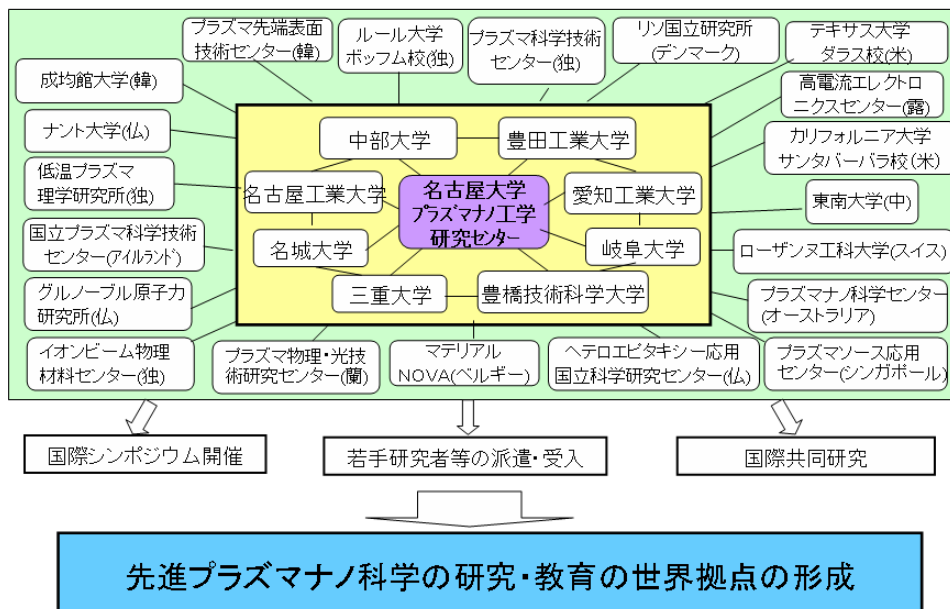 プラズマ先端表面
技術センター(韓)
ルール大学
ボッフム校(独)
プラズマ科学技術
センター(独)
リソ国立研究所
(デンマーク)
テキサス大学
ダラス校(米)
成均館大学(韓)
高電流エレクトロ
ニクスセンター(露)
ナント大学(仏)
カリフォルニア大学
サンタバーバラ校(米)
低温プラズマ
理学研究所(独)
東南大学(中)
国立プラズマ科学技術
センター(アイルランド)
ローザンヌ工科大学(スイス)
グルノーブル原子力
研究所(仏)
プラズマナノ科学センター
(オーストラリア)
イオンビーム物理
材料センター(独)
プラズマ物理・光技
術研究センター(蘭)
マテリアル
NOVA(ベルギー)
ヘテロエピタキシー応用
国立科学研究センター(仏)
プラズマソース応用
センター(シンガポール)
中部大学
豊田工業大学
名古屋工業大学
名古屋大学
プラズマナノ工学
研究センター
愛知工業大学
名城大学
岐阜大学
三重大学
豊橋技術科学大学
国際シンポジウム開催
若手研究者等の派遣・受入
国際共同研究
先進プラズマナノ科学の研究・教育の世界拠点の形成